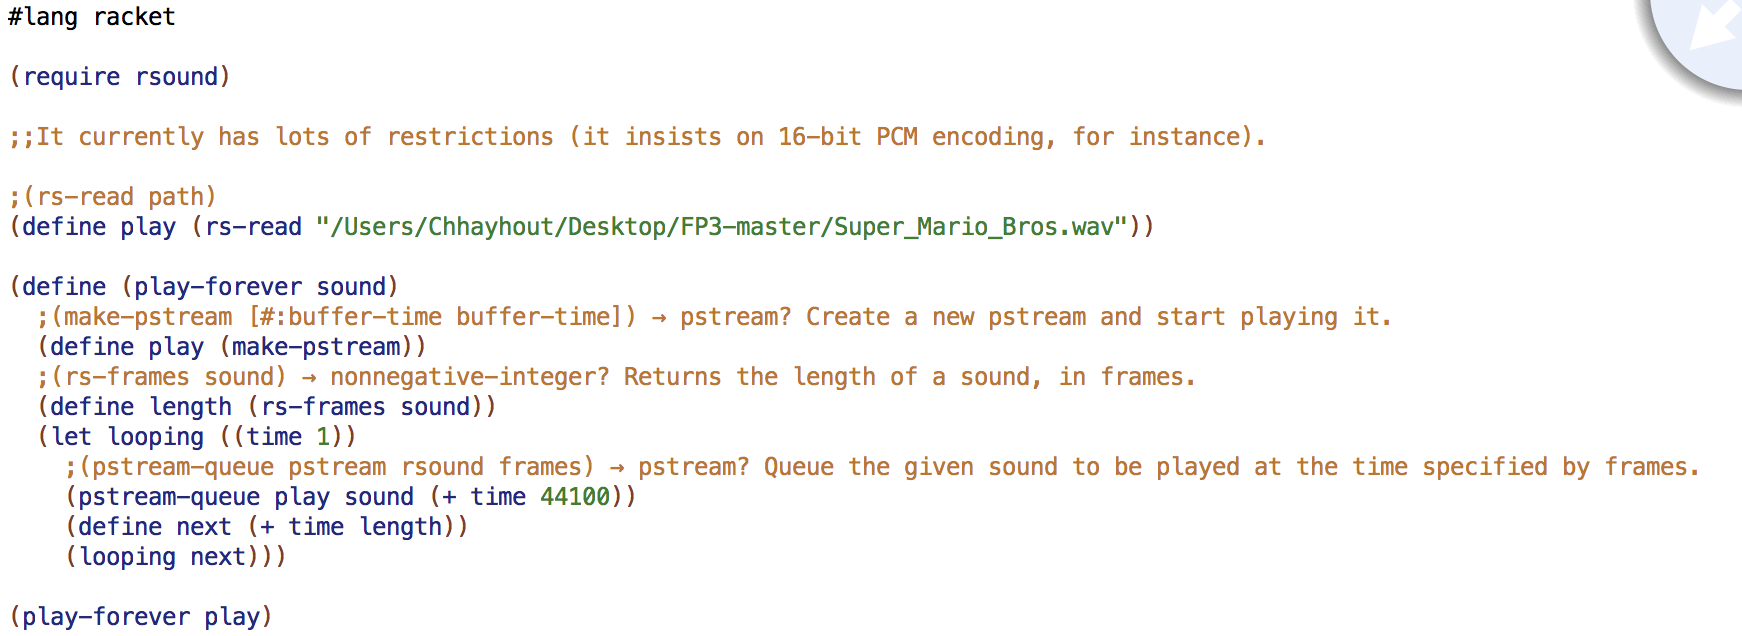 #lang racket
(require rsound)
;;It currently has lots of restrictions (it insists on 16-bit PCM encoding, for instance).
;(rs-read path)
(define play (rs-read "/Users/Chhayhout/Desktop/FP3-master/Super_Mario_Bros.wav"))
(define (play-forever sound)
;(make-pstream [#:buffer-time buffer-time]) → pstream? Create a new pstream and start playing it.
(define play (make-pstream))
;(rs-frames sound) → nonnegative-integer? Returns the length of a sound, in frames.
(define length (rs-frames sound))
(let looping ((time 1))
;(pstream-queue pstream rsound frames) → pstream? Queue the given sound to be played at the time specified by frames.
(pstream-queue play sound (+ time 44100))
(define next (+ time length))
(looping next)))
(play-forever play)